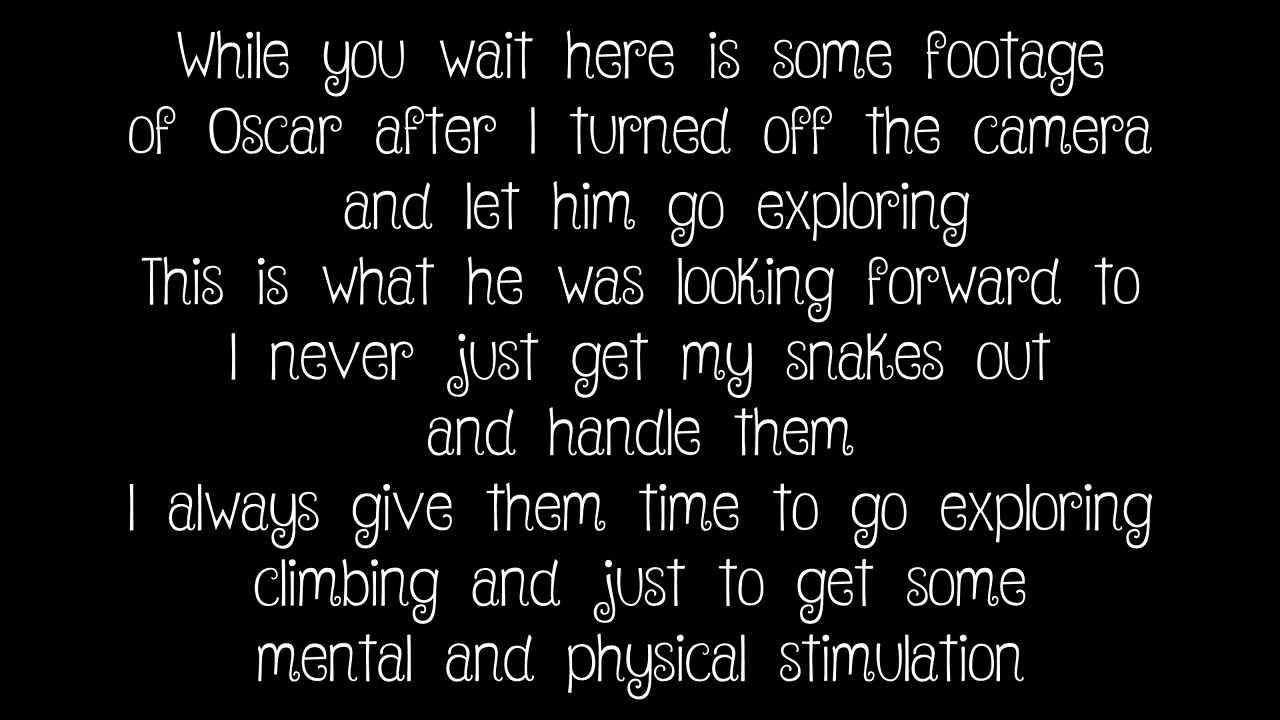 While you wait here is some footage
of Oscar after I turned off the camera
and let him go exploring
This is what he was looking forward to
I never just get my snakes out
and handle them
I always give them time to go exploring
climbing and just to get some
mental and physical stimulation